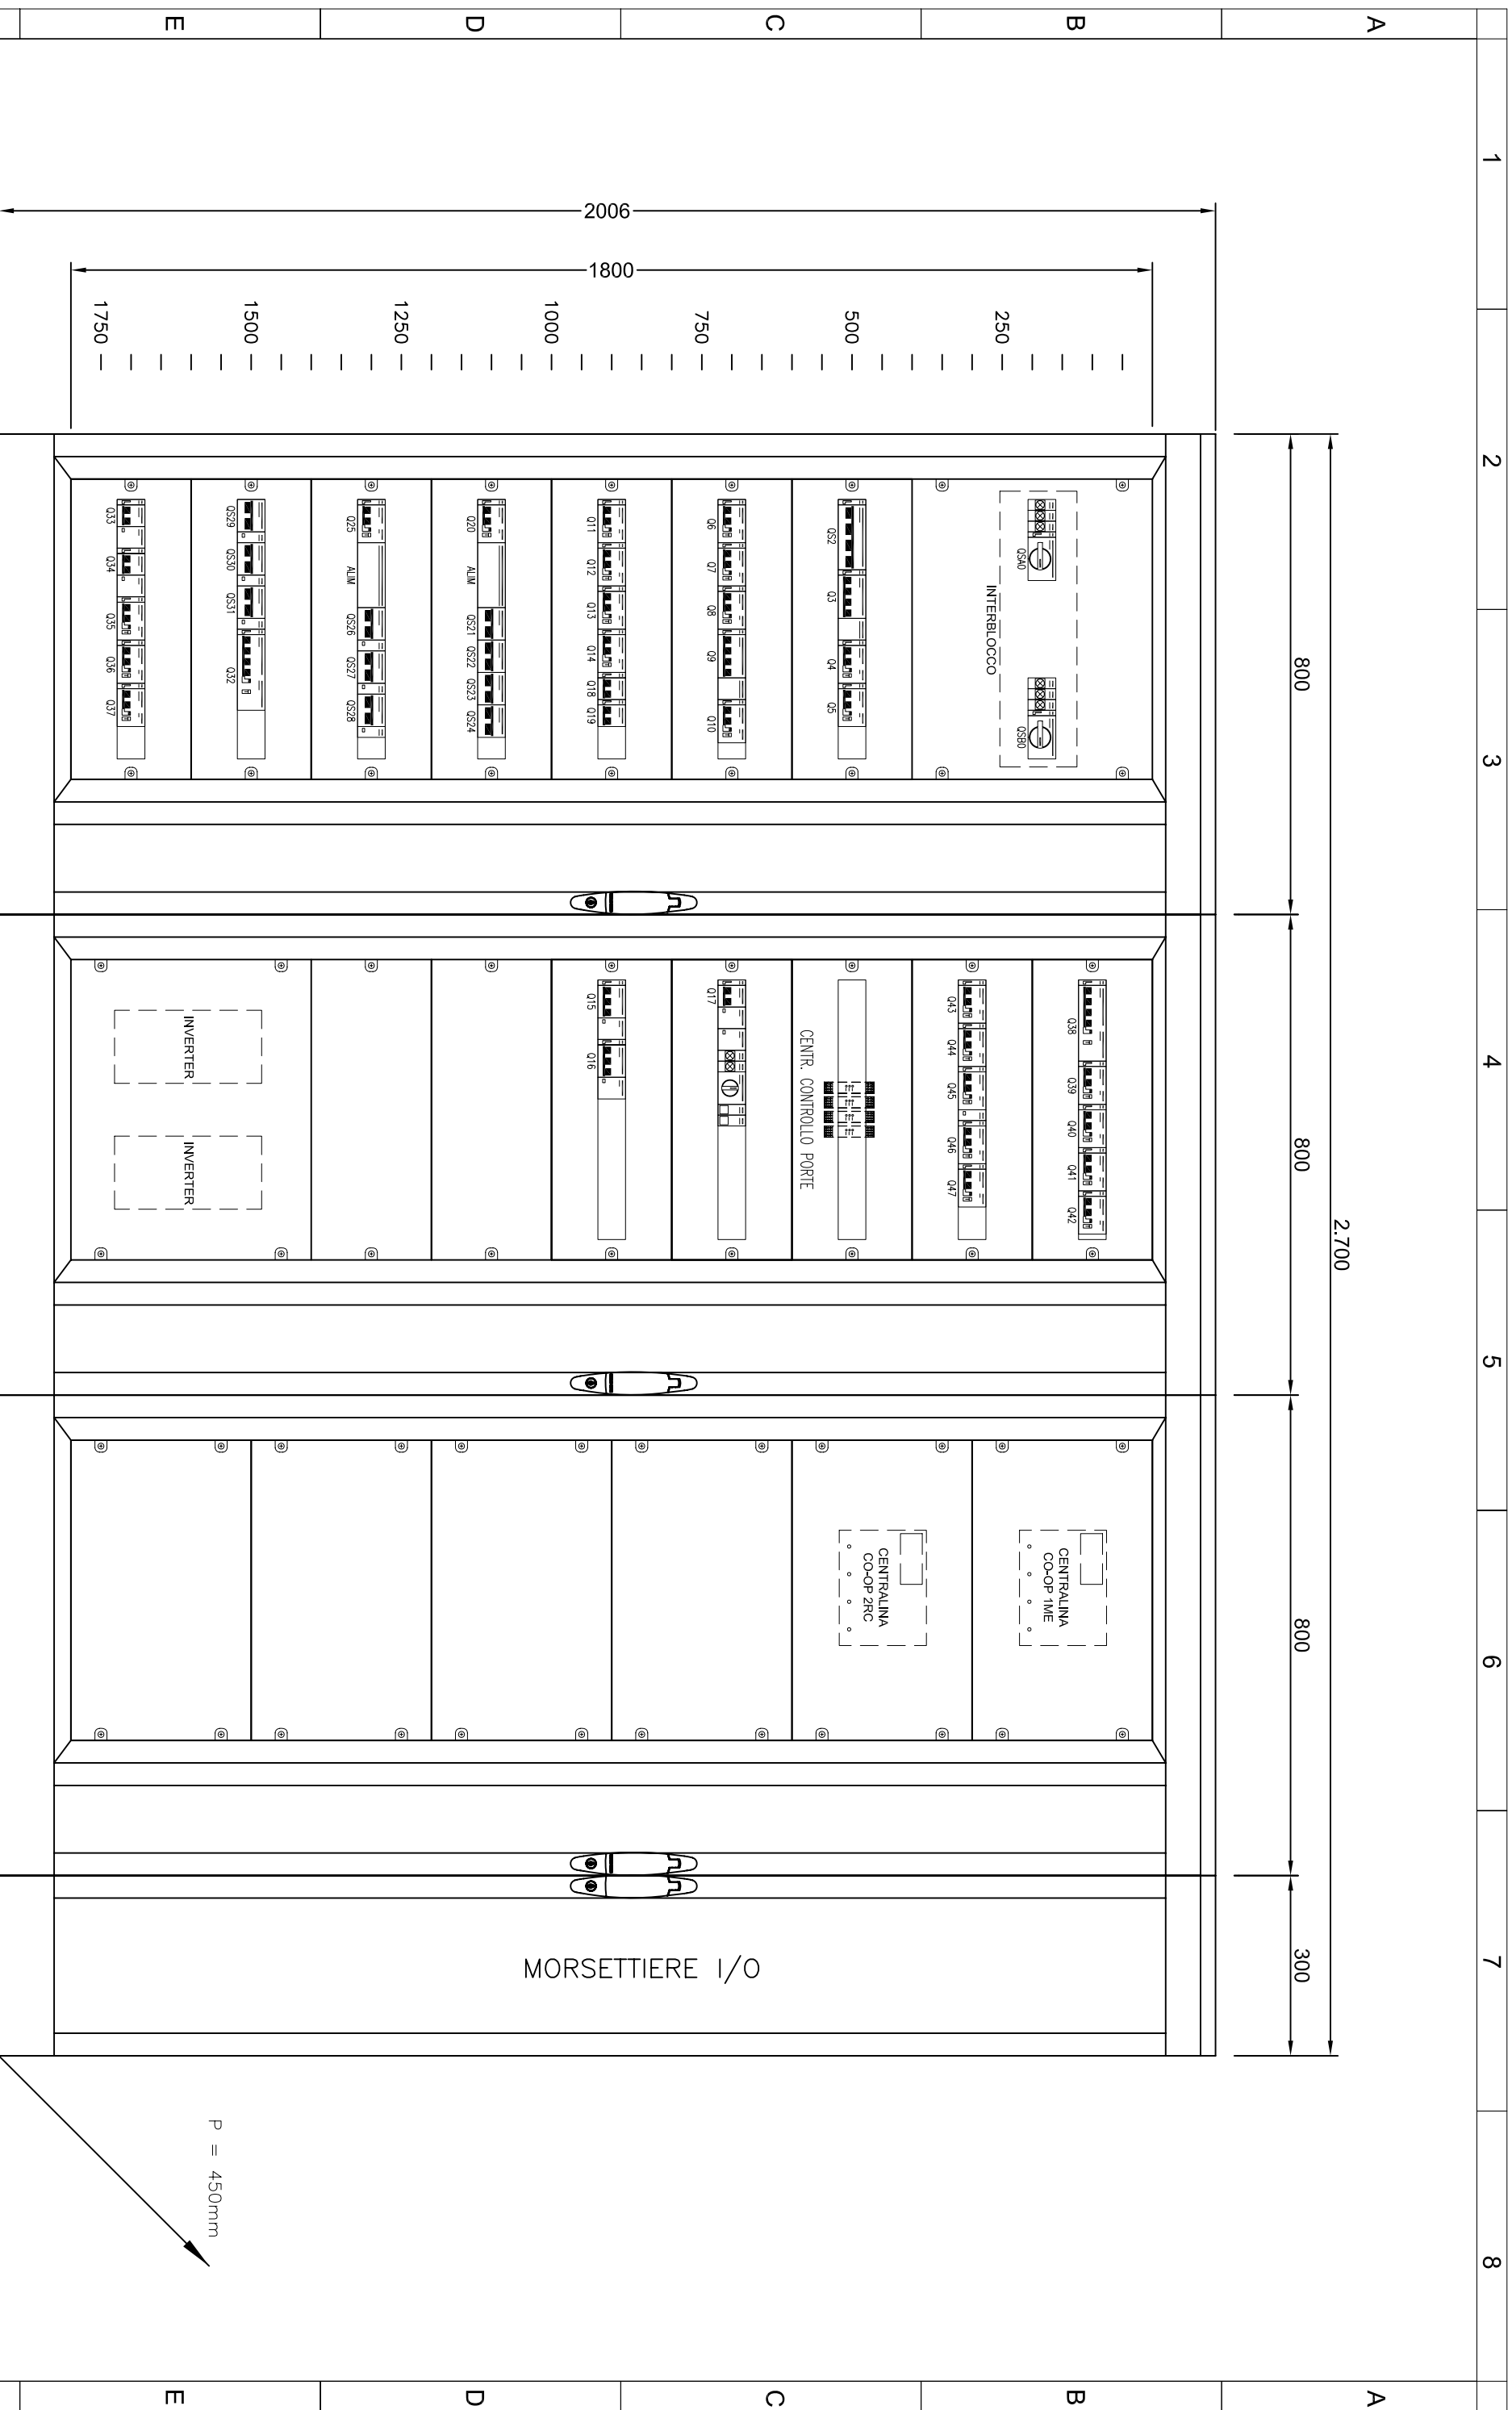 1 2 3 4 5 6 7 8
A A
B B
C C
D D
E E
2.700
800 800 800 300
2006
1800
250
500
750
1000
1250
1500
1750
QSA0 QSB0
INTERBLOCCO
QS2 Q3 Q4 Q5
Q6 Q7 Q8 Q9 Q10
Q11 Q12 Q13 Q14 Q18 Q19
Q20 ALIM QS21 QS22 QS23 QS24
Q25 ALIM QS26 QS27 QS28
QS29 QS30 QS31 Q32
Q33 Q34 Q35 Q36 Q37
Q38 Q39 Q40 Q41 Q42
Q43 Q44 Q45 Q46 Q47
CENTR. CONTROLLO PORTE
Q17
Q15 Q16
INVERTER INVERTER
CENTRALINA
CO-OP 1ME
CENTRALINA
CO-OP 2RC
MORSETTIERE I/O
P = 450mm